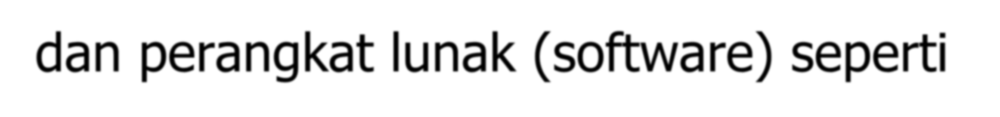 dan perangkat lunak (software) seperti